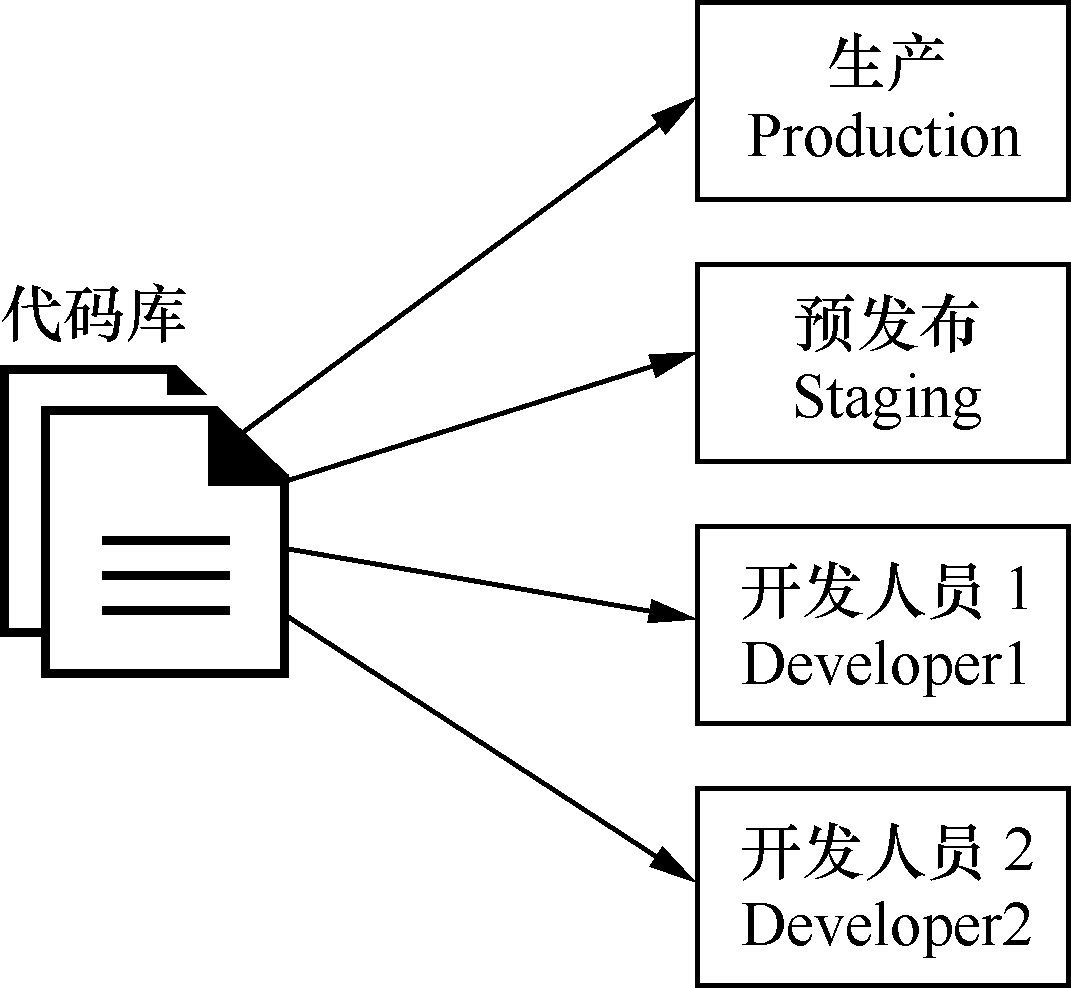 代码库
生产
Production
预发布
Staging
开发人员 1
Developer1
开发人员 2
Developer2